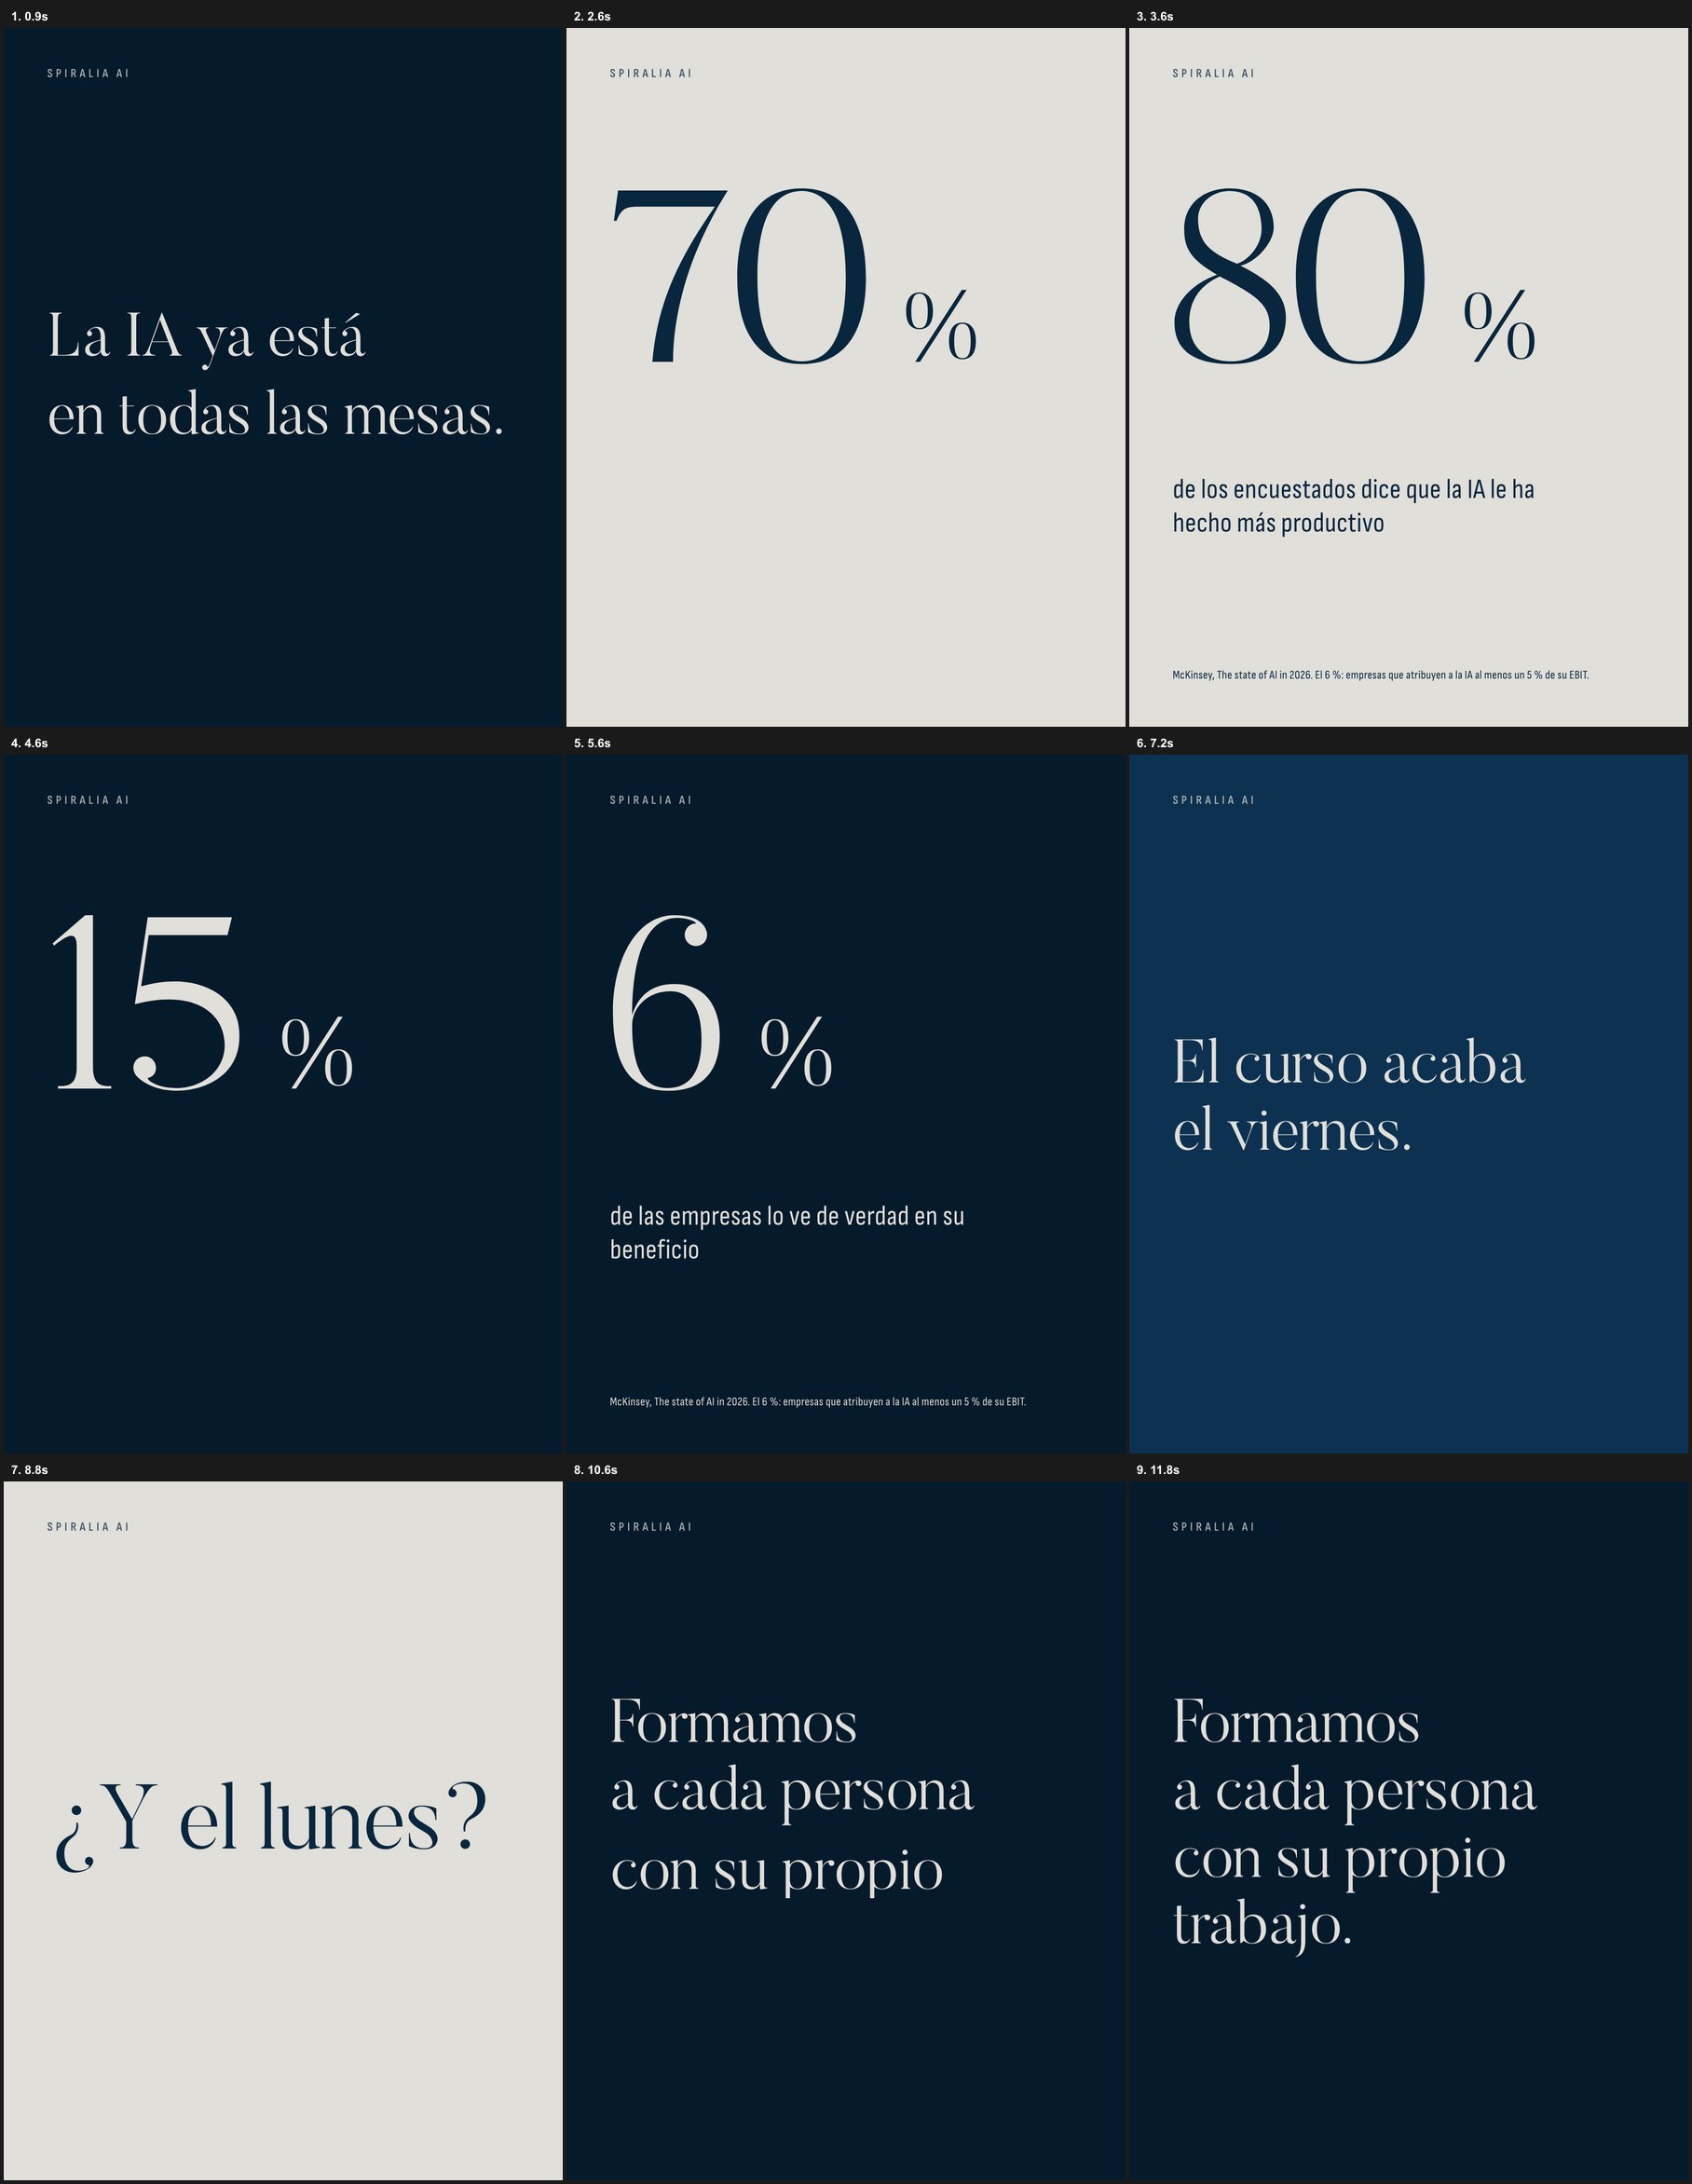 1. 0.9s
SPIRALIA AI
La IA ya está
en todas las mesas.
2. 2.6s
SPIRALIA AI
70 %
3. 3.6s
SPIRALIA AI
80 %
de los encuestados dice que la IA le ha
hecho más productivo
McKinsey, The state of AI in 2026. El 6 %: empresas que atribuyen a la IA al menos un 5 % de su EBIT.
4. 4.6s
SPIRALIA AI
15 %
5. 5.6s
SPIRALIA AI
6 %
de las empresas lo ve de verdad en su
beneficio
McKinsey, The state of AI in 2026. El 6 %: empresas que atribuyen a la IA al menos un 5 % de su EBIT.
6. 7.2s
SPIRALIA AI
El curso acaba
el viernes.
7. 8.8s
SPIRALIA AI
¿Y el lunes?
8. 10.6s
SPIRALIA AI
Formamos
a cada persona
con su propio
9. 11.8s
SPIRALIA AI
Formamos
a cada persona
con su propio
trabajo.